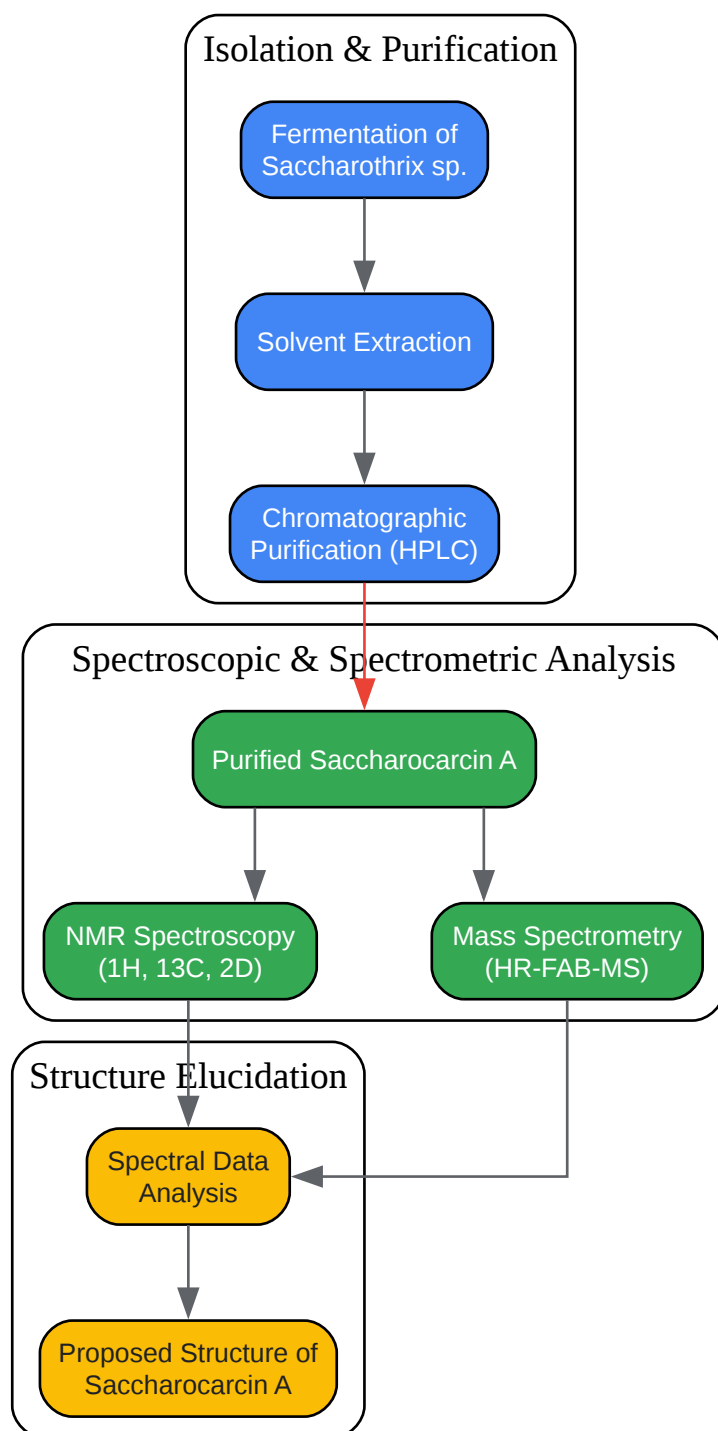 Isolation & Purification
Fermentation of
Saccharothrix sp.
Solvent Extraction
Chromatographic
Purification (HPLC)
Spectroscopic & Spectrometric Analysis
Purified Saccharocarcin A
NMR Spectroscopy
(1H, 13C, 2D)
Mass Spectrometry
(HR-FAB-MS)
Structure Elucidation
Spectral Data
Analysis
Proposed Structure of
Saccharocarcin A